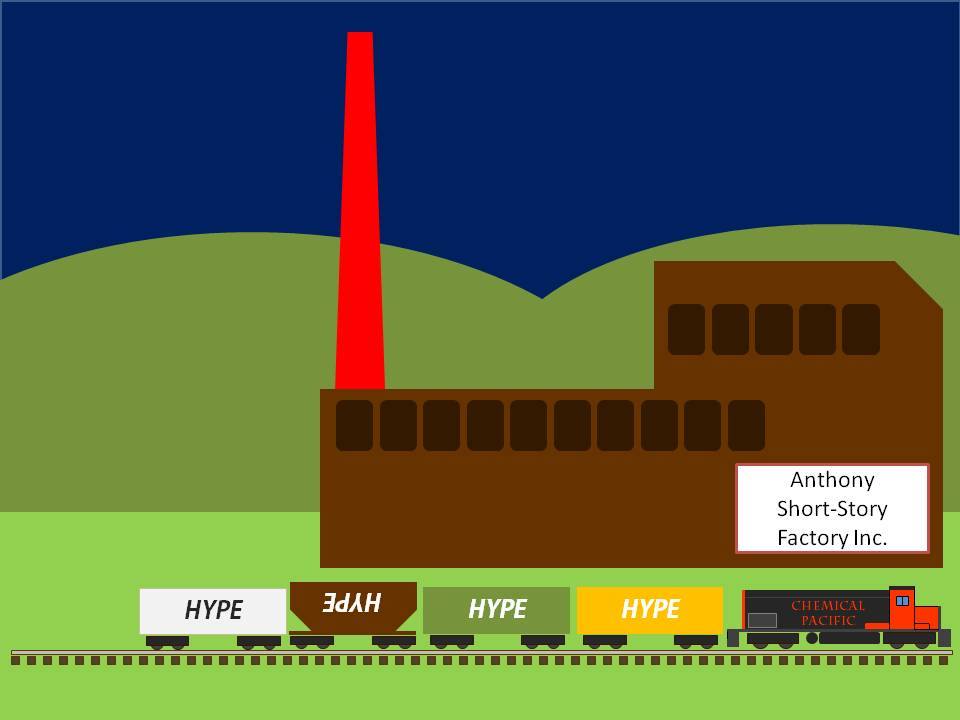 Anthony
Short-Story
Factory Inc.
HYPE
HYPE
HYPE
HYPE
CHEMICAL
PACIFIC